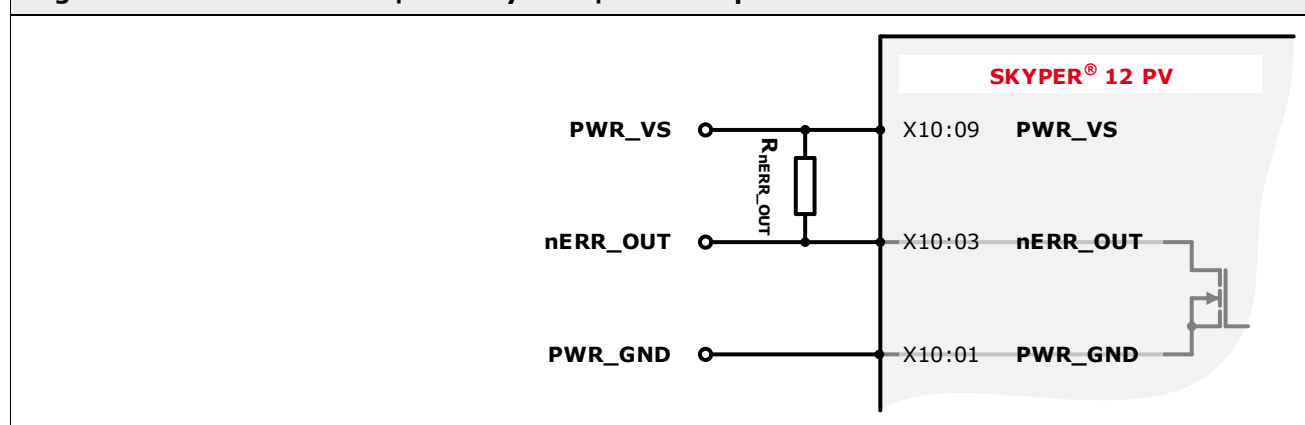 SKYPER® 12 PV
PWR_VS X10:09 PWR_VS
RnERR_OUT
nERR_OUT X10:03 nERR_OUT
PWR_GND X10:01 PWR_GND